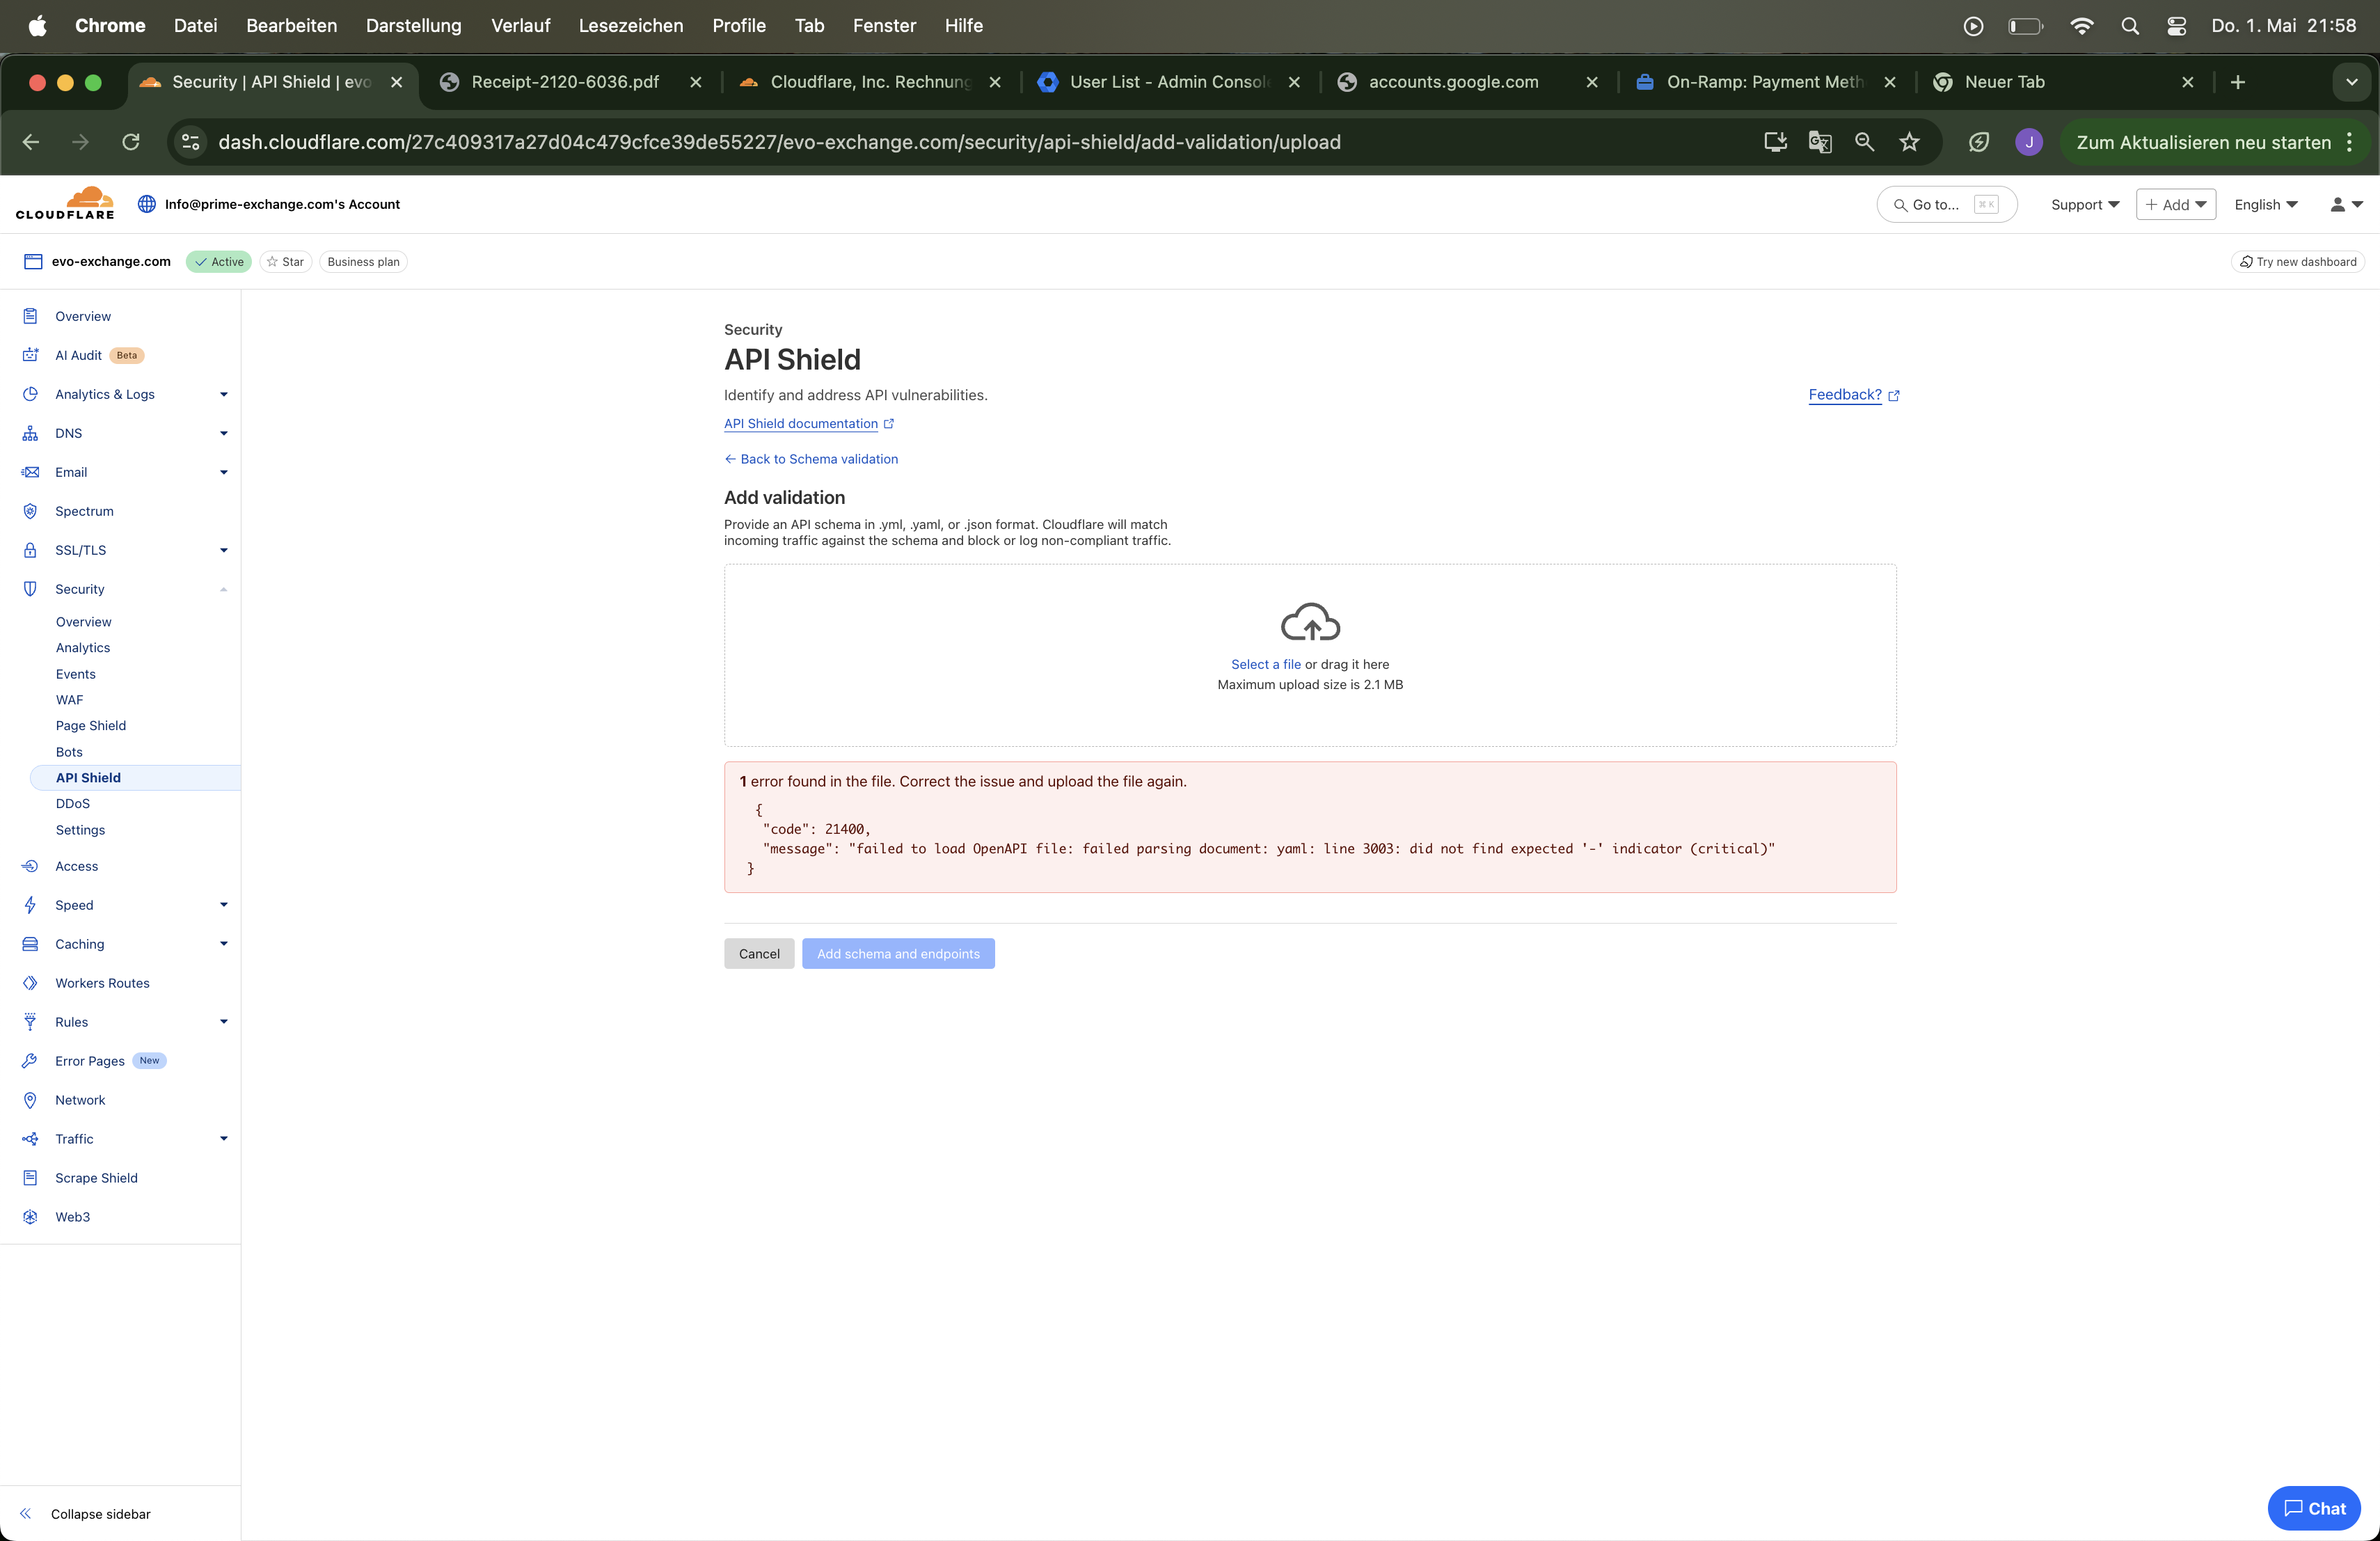 Chrome Datei Bearbeiten Darstellung Verlauf Lesezeichen Profile Tab Fenster Hilfe Do. 1. Mai 21:58
Security | API Shield | evo Receipt-2120-6036.pdf Cloudflare, Inc. Rechnung User List - Admin Console accounts.google.com On-Ramp: Payment Meth Neuer Tab
dash.cloudflare.com/27c409317a27d04c479cfce39de55227/evo-exchange.com/security/api-shield/add-validation/upload J Zum Aktualisieren neu starten
CLOUDFLARE Info@prime-exchange.com's Account Go to... ⌘ K Support + Add English
evo-exchange.com Active Star Business plan Try new dashboard
Overview
AI Audit Beta
Analytics & Logs
DNS
Email
Spectrum
SSL/TLS
Security
Overview
Analytics
Events
WAF
Page Shield
Bots
API Shield
DDoS
Settings
Access
Speed
Caching
Workers Routes
Rules
Error Pages New
Network
Traffic
Scrape Shield
Web3
Collapse sidebar
Security
API Shield
Identify and address API vulnerabilities.
Feedback?
API Shield documentation
← Back to Schema validation
Add validation
Provide an API schema in .yml, .yaml, or .json format. Cloudflare will match
incoming traffic against the schema and block or log non-compliant traffic.
Select a file or drag it here
Maximum upload size is 2.1 MB
1 error found in the file. Correct the issue and upload the file again.
{
"code": 21400,
"message": "failed to load OpenAPI file: failed parsing document: yaml: line 3003: did not find expected '-' indicator (critical)"
}
Cancel Add schema and endpoints
Chat